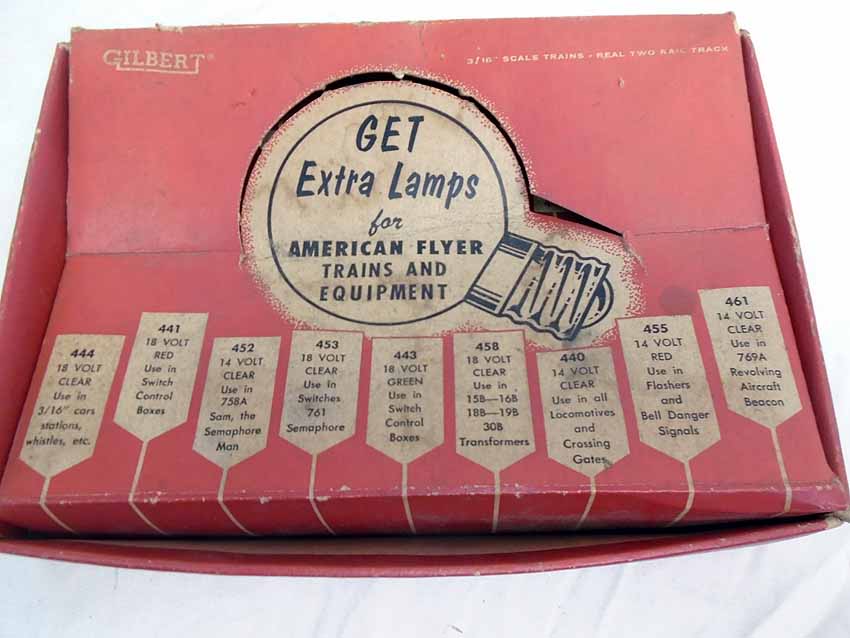 GILBERT®
3/16" SCALE TRAINS - REAL TWO RAIL TRACK
GET
Extra Lamps
for
AMERICAN FLYER
TRAINS AND
EQUIPMENT
444
18 VOLT
CLEAR
Use in
3/16" cars
stations,
whistles, etc.
441
18 VOLT
RED
Use in
Switch
Control
Boxes
452
14 VOLT
CLEAR
Use in
758A
Sam, the
Semaphore
Man
453
18 VOLT
CLEAR
Use in
Switches
761
Semaphore
443
18 VOLT
GREEN
Use in
Switch
Control
Boxes
458
18 VOLT
CLEAR
Use in
15B—16B
18B—19B
30B
Transformers
440
14 VOLT
CLEAR
Use in all
Locomotives
and
Crossing
Gates
455
14 VOLT
RED
Use in
Flashers
and
Bell Danger
Signals
461
14 VOLT
CLEAR
Use in
769A
Revolving
Aircraft
Beacon